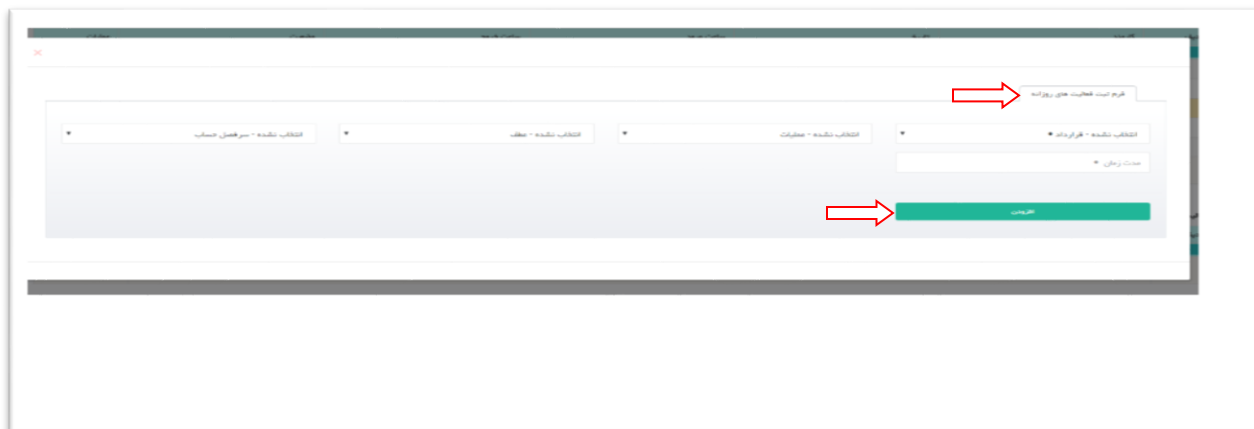 فرم ثبت فعالیت های روزانه
انتخاب نشده - قرارداد *
انتخاب نشده - عملیات
انتخاب نشده - عطف
انتخاب نشده - سرفصل حساب
مدت زمان *
افزودن